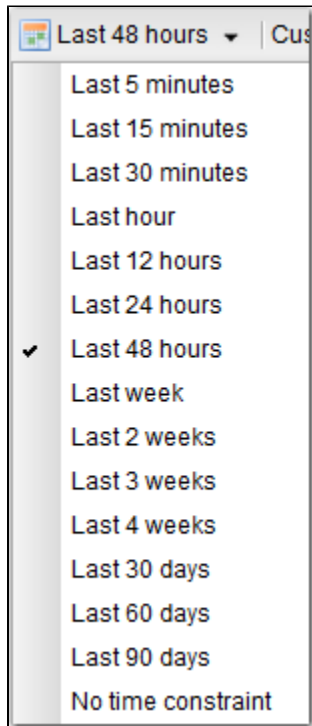 Last 48 hours Cus
Last 5 minutes
Last 15 minutes
Last 30 minutes
Last hour
Last 12 hours
Last 24 hours
Last 48 hours
Last week
Last 2 weeks
Last 3 weeks
Last 4 weeks
Last 30 days
Last 60 days
Last 90 days
No time constraint